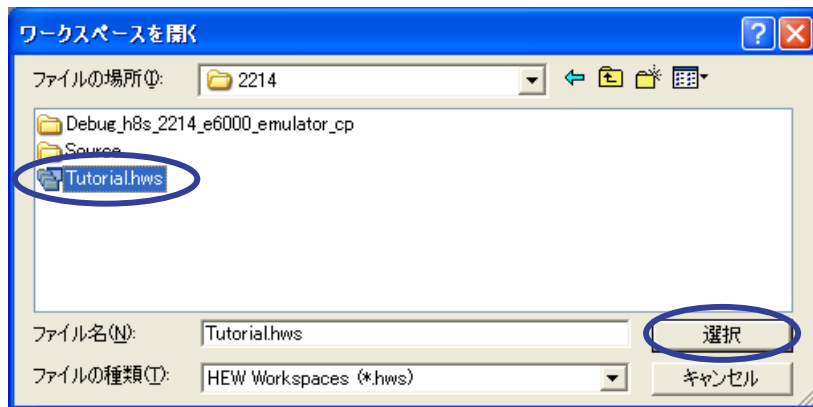 ワークスペースを開く
ファイルの場所(I): 2214
Debug_h8s_2214_e6000_emulator_cp
Source
Tutorial.hws
ファイル名(N): Tutorial.hws 選択
ファイルの種類(T): HEW Workspaces (*.hws) キャンセル